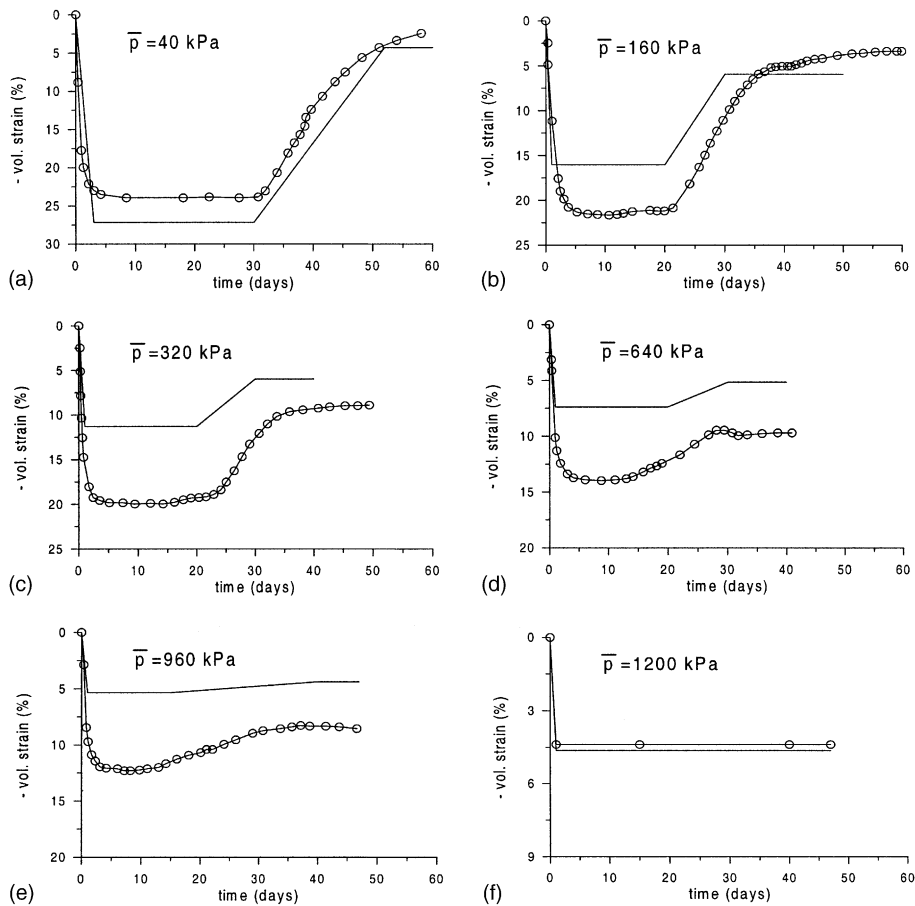 0
5
10
15
20
25
30
- vol. strain (%)
p̅ =40 kPa
0 10 20 30 40 50 60
time (days)
(a)
0
5
10
15
20
25
- vol. strain (%)
p̅ =160 kPa
0 10 20 30 40 50 60
time (days)
(b)
0
5
10
15
20
25
- vol. strain (%)
p̅ =320 kPa
0 10 20 30 40 50 60
time (days)
(c)
0
5
10
15
20
- vol. strain (%)
p̅ =640 kPa
0 10 20 30 40 50 60
time (days)
(d)
0
5
10
15
20
- vol. strain (%)
p̅ =960 kPa
0 10 20 30 40 50 60
time (days)
(e)
0
3
6
9
- vol. strain (%)
p̅ =1200 kPa
0 10 20 30 40 50 60
time (days)
(f)